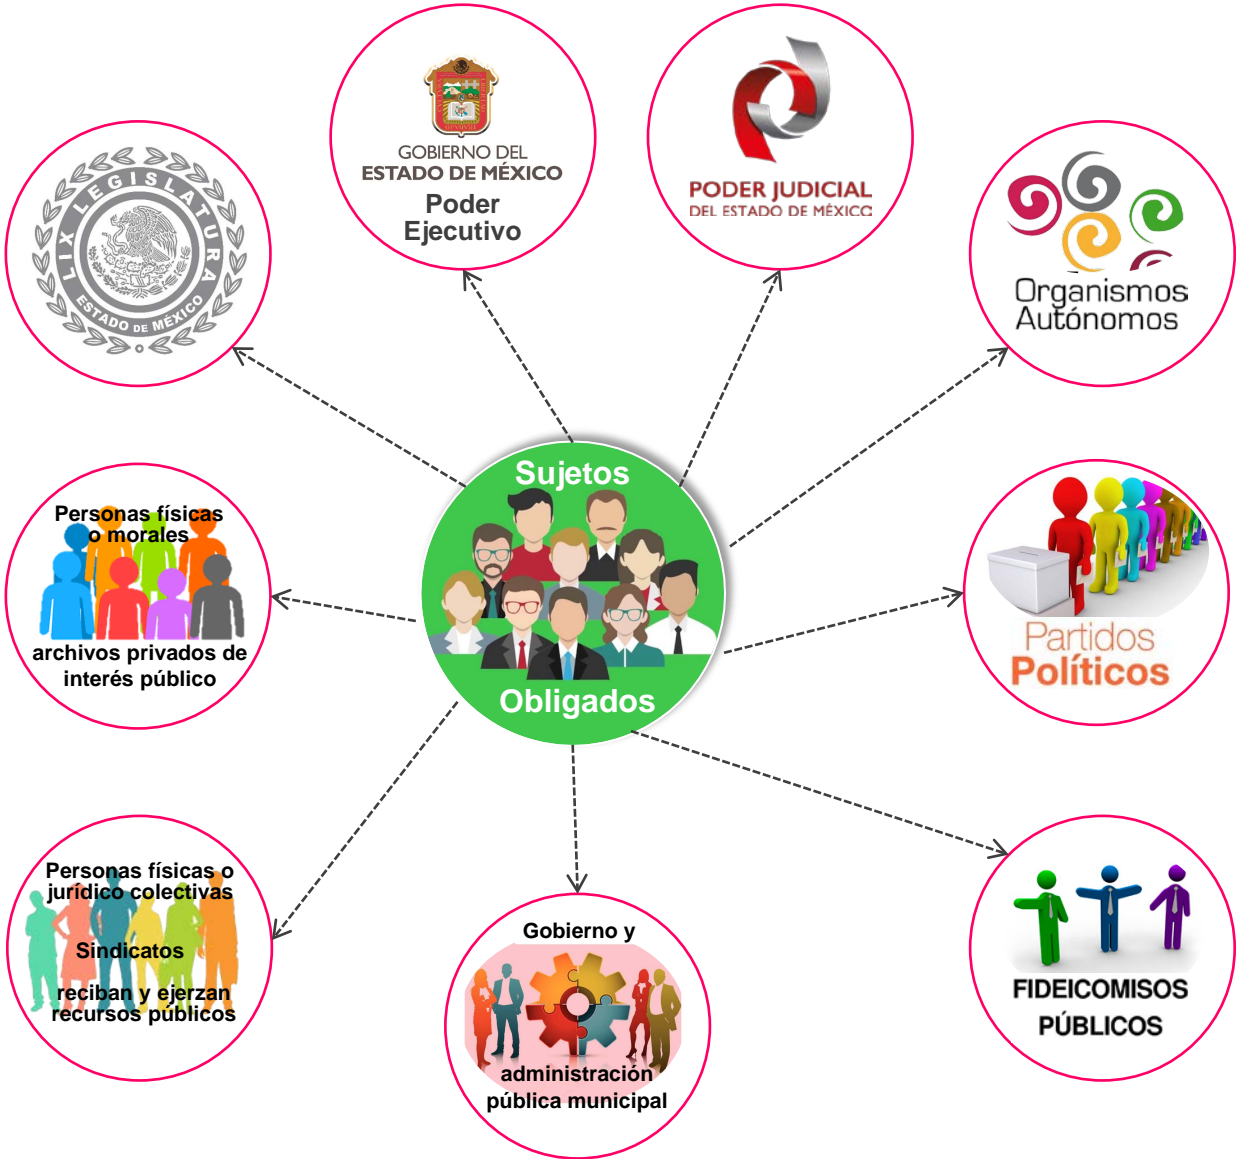 GOBIERNO DEL
ESTADO DE MÉXICO
Poder
Ejecutivo
PODER JUDICIAL
DEL ESTADO DE MÉXICO
LIX LEGISLATURA
ESTADO DE MÉXICO
Organismos
Autónomos
Sujetos
Obligados
Personas físicas
o morales
archivos privados de
interés público
Partidos
Políticos
Personas físicas o
jurídico colectivas
Sindicatos
reciban y ejerzan
recursos públicos
Gobierno y
administración
pública municipal
FIDEICOMISOS
PÚBLICOS